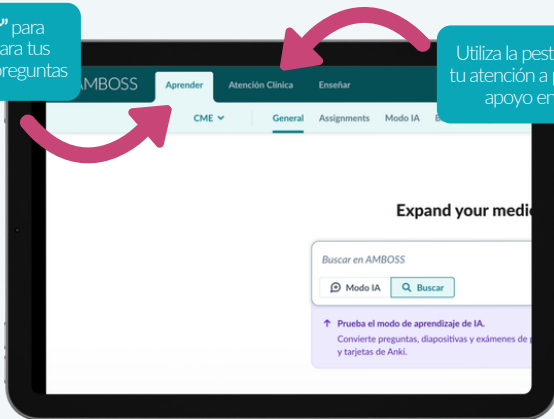 ” para
ara tus
preguntas
Utiliza la pest
tu atención a p
apoyo en
AMBOSS
Aprender
Atención Clínica
Enseñar
CME
General
Assignments
Modo IA
Expand your medi
Buscar en AMBOSS
Modo IA
Buscar
Prueba el modo de aprendizaje de IA.
Convierte preguntas, diapositivas y exámenes de p
y tarjetas de Anki.